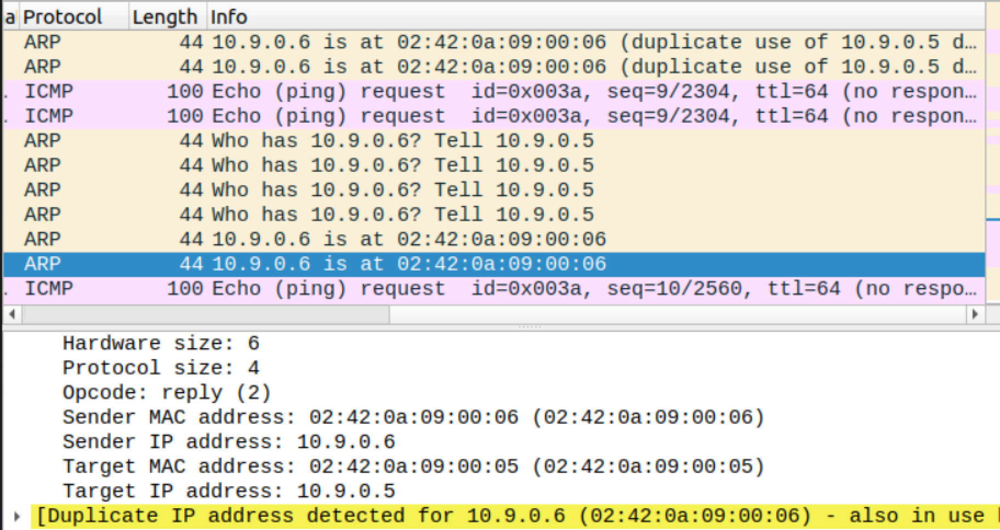 a Protocol Length Info
ARP 44 10.9.0.6 is at 02:42:0a:09:00:06 (duplicate use of 10.9.0.5 d…
ARP 44 10.9.0.6 is at 02:42:0a:09:00:06 (duplicate use of 10.9.0.5 d…
. ICMP 100 Echo (ping) request  id=0x003a, seq=9/2304, ttl=64 (no respon…
. ICMP 100 Echo (ping) request  id=0x003a, seq=9/2304, ttl=64 (no respon…
ARP 44 Who has 10.9.0.6? Tell 10.9.0.5
ARP 44 Who has 10.9.0.6? Tell 10.9.0.5
ARP 44 Who has 10.9.0.6? Tell 10.9.0.5
ARP 44 Who has 10.9.0.6? Tell 10.9.0.5
ARP 44 10.9.0.6 is at 02:42:0a:09:00:06
ARP 44 10.9.0.6 is at 02:42:0a:09:00:06
. ICMP 100 Echo (ping) request  id=0x003a, seq=10/2560, ttl=64 (no respo…
Hardware size: 6
Protocol size: 4
Opcode: reply (2)
Sender MAC address: 02:42:0a:09:00:06 (02:42:0a:09:00:06)
Sender IP address: 10.9.0.6
Target MAC address: 02:42:0a:09:00:05 (02:42:0a:09:00:05)
Target IP address: 10.9.0.5
[Duplicate IP address detected for 10.9.0.6 (02:42:0a:09:00:06) - also in use